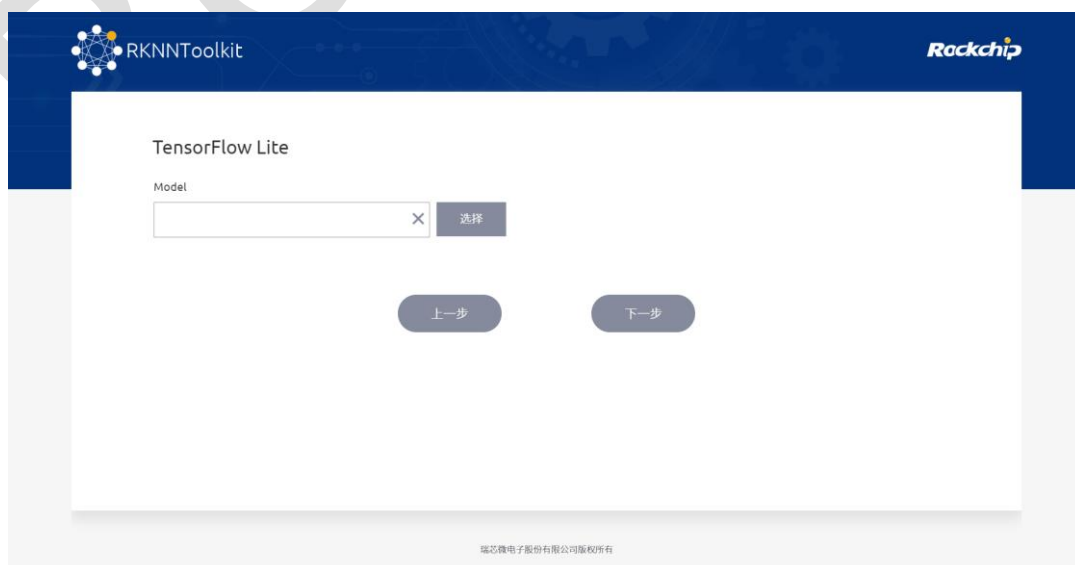 RKNNToolkit
Rockchip
TensorFlow Lite
Model
选择
上一步 下一步
瑞芯微电子股份有限公司版权所有